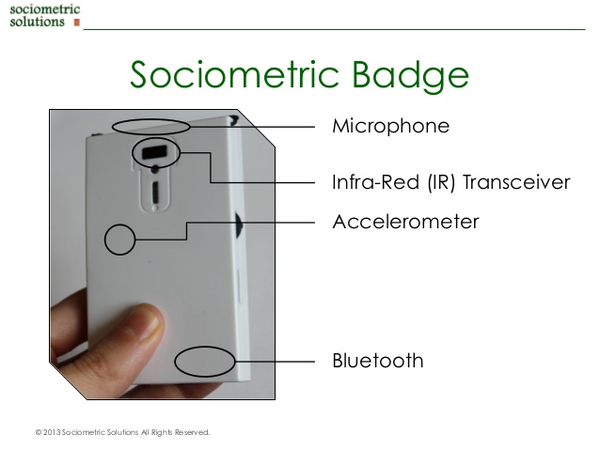 sociometric
solutions
Sociometric Badge
Microphone
Infra-Red (IR) Transceiver
Accelerometer
Bluetooth
© 2013 Sociometric Solutions All Rights Reserved.